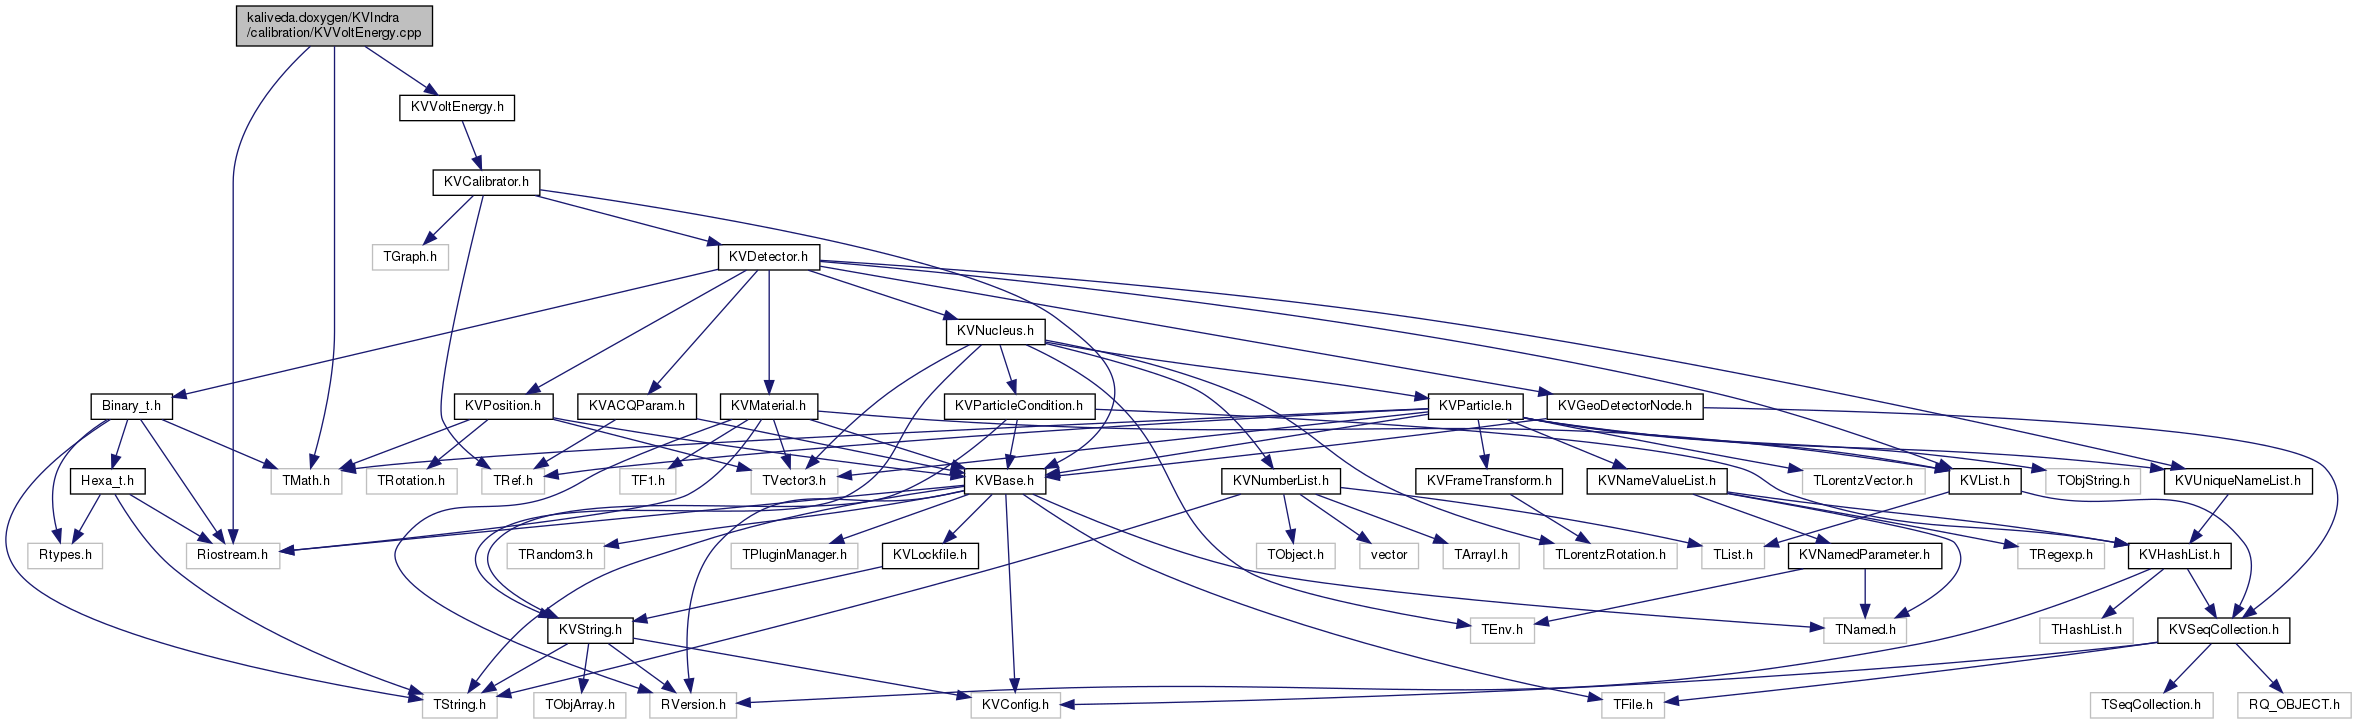 kaliveda.doxygen/KVIndra
/calibration/KVVoltEnergy.cpp
KVVoltEnergy.h
KVCalibrator.h
TGraph.h
KVDetector.h
KVNucleus.h
Binary_t.h
KVPosition.h
KVACQParam.h
KVMaterial.h
KVParticleCondition.h
KVParticle.h
KVGeoDetectorNode.h
Hexa_t.h
TMath.h
TRotation.h
TRef.h
TF1.h
TVector3.h
KVBase.h
KVNumberList.h
KVFrameTransform.h
KVNameValueList.h
TLorentzVector.h
KVList.h
TObjString.h
KVUniqueNameList.h
Rtypes.h
Riostream.h
TRandom3.h
TPluginManager.h
KVLockfile.h
TObject.h
vector
TArrayI.h
TLorentzRotation.h
TList.h
KVNamedParameter.h
TRegexp.h
KVHashList.h
KVString.h
TEnv.h
TNamed.h
THashList.h
KVSeqCollection.h
TString.h
TObjArray.h
RVersion.h
KVConfig.h
TFile.h
TSeqCollection.h
RQ_OBJECT.h